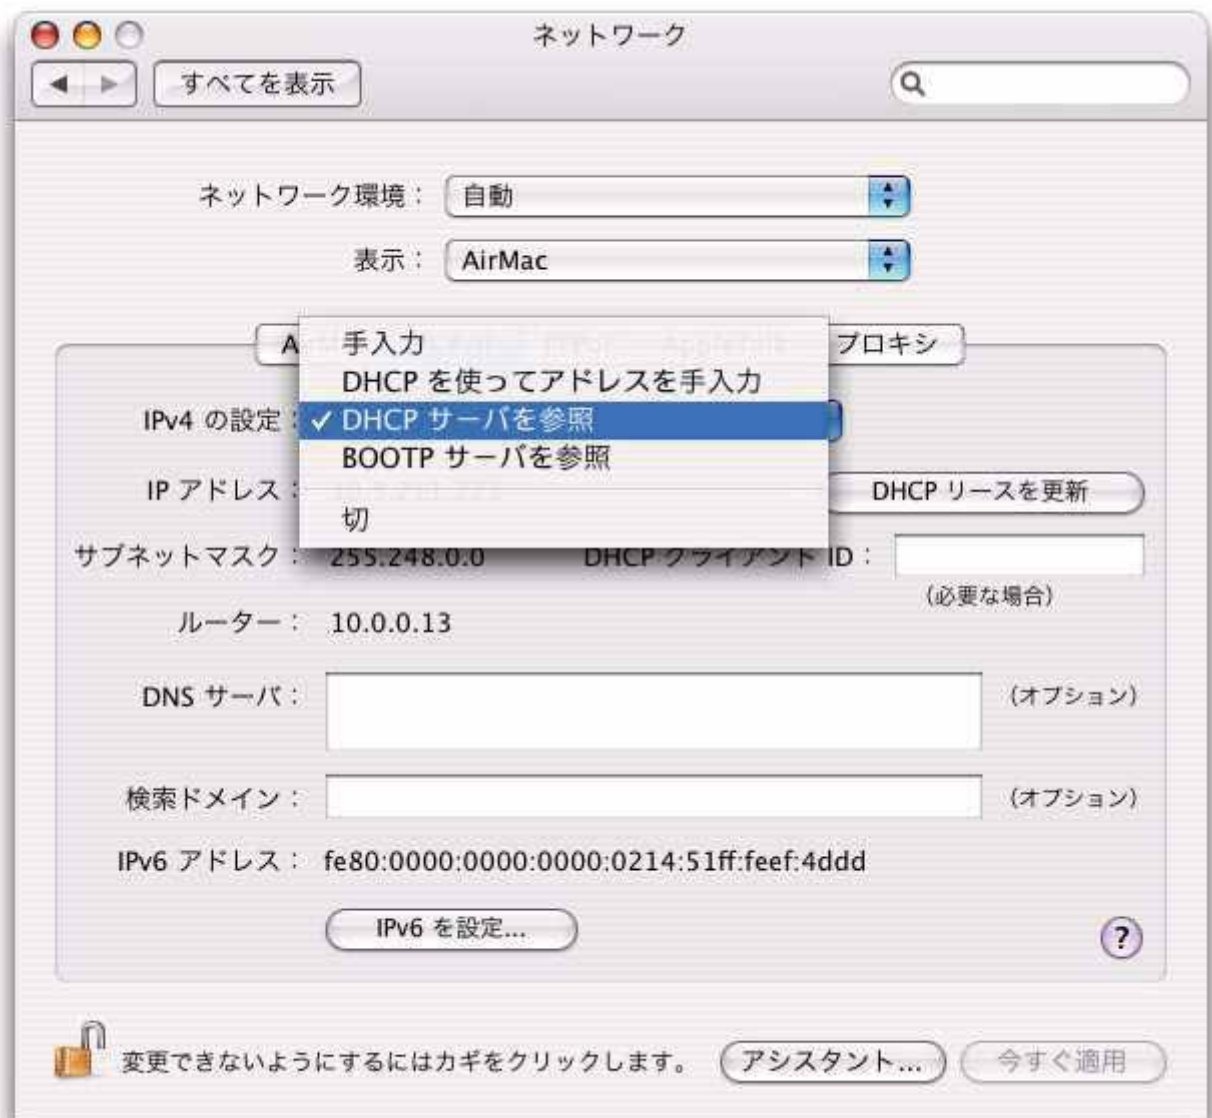 ネットワーク
すべてを表示
ネットワーク環境： 自動
表示： AirMac
A プロキシ
手入力
DHCP を使ってアドレスを手入力
IPv4 の設定： ✓ DHCP サーバを参照
BOOTP サーバを参照
切
IP アドレス： DHCP リースを更新
サブネットマスク： 255.248.0.0 DHCP クライアント ID：
(必要な場合)
ルーター： 10.0.0.13
DNS サーバ： (オプション)
検索ドメイン： (オプション)
IPv6 アドレス： fe80:0000:0000:0000:0214:51ff:feef:4ddd
IPv6 を設定...
?
変更できないようにするにはカギをクリックします。 アシスタント... 今すぐ適用